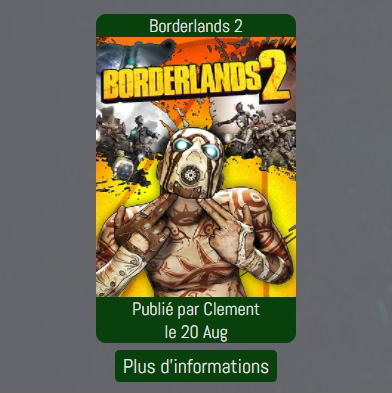 Borderlands 2
BORDERLANDS 2
Publié par Clement
le 20 Aug
Plus d'informations